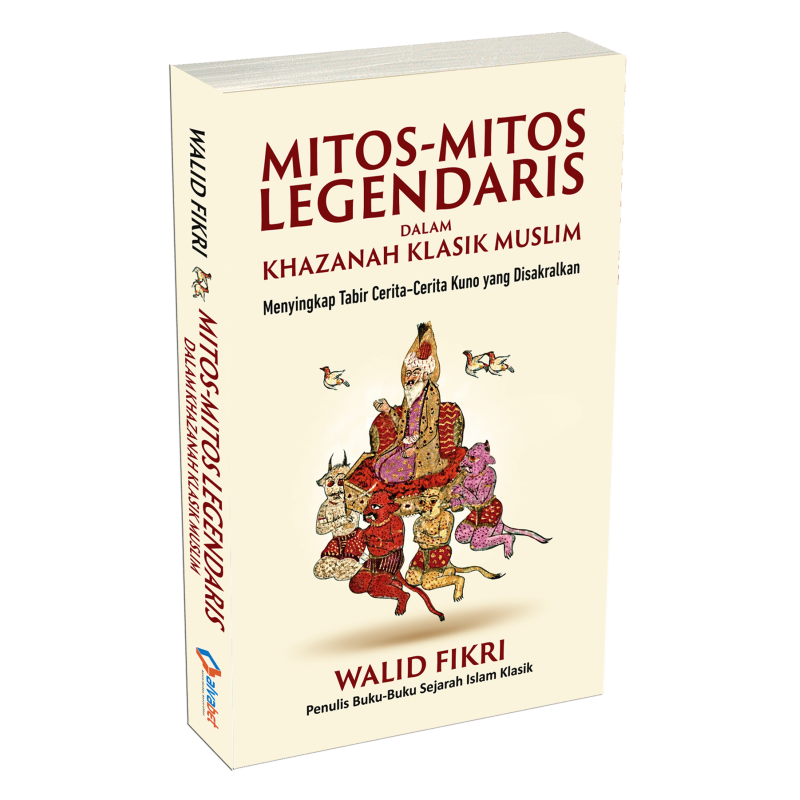 MITOS-MITOS
LEGENDARIS
DALAM
KHAZANAH KLASIK MUSLIM
Menyingkap Tabir Cerita-Cerita Kuno yang Disakralkan
WALID FIKRI
Penulis Buku-Buku Sejarah Islam Klasik
WALID FIKRI
MITOS-MITOS LEGENDARIS
DALAM KHAZANAH KLASIK MUSLIM
alvabet